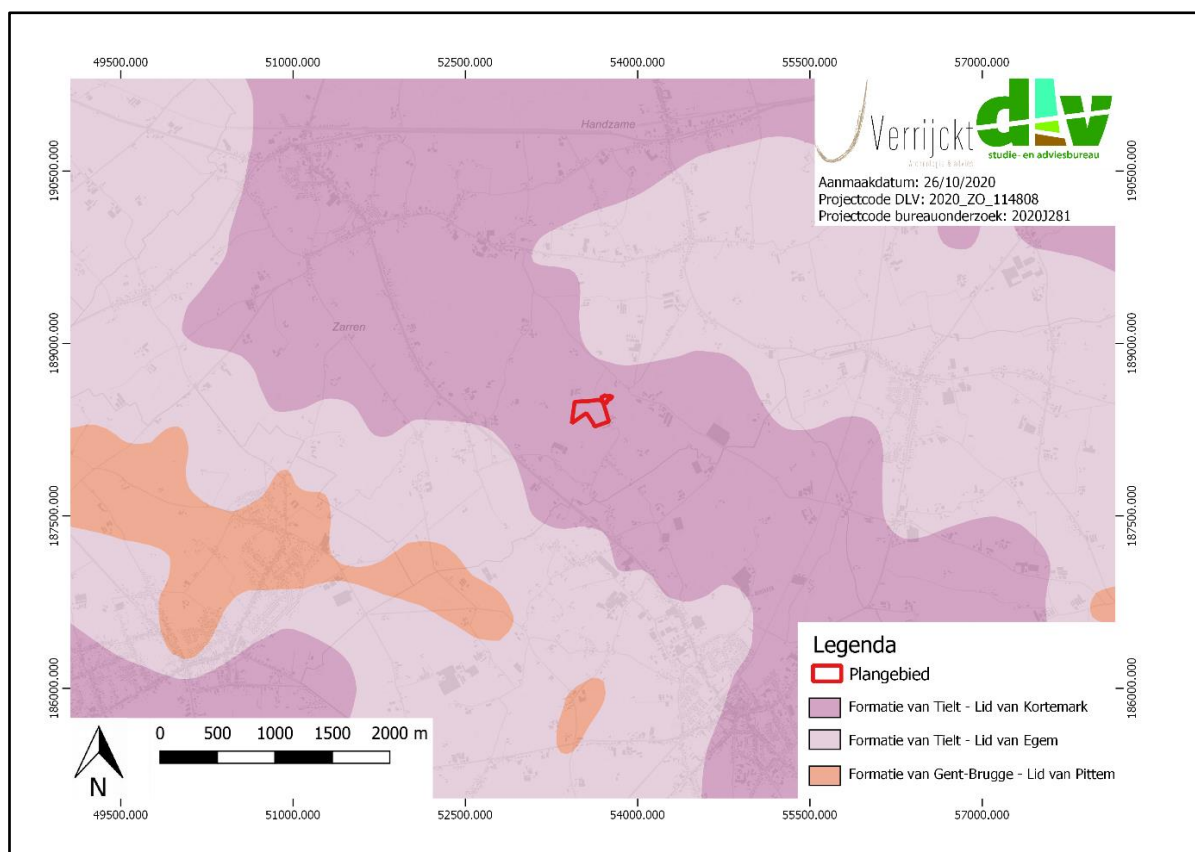 49500.000 51000.000 52500.000 54000.000 55500.000 57000.000
Handzame
Verrijckt
dLv
studie- en adviesbureau
Aanmaakdatum: 26/10/2020
Projectcode DLV: 2020_ZO_114808
Projectcode bureauonderzoek: 2020J281
190500.000 190500.000
Zarren
189000.000 189000.000
187500.000 187500.000
186000.000 186000.000
Legenda
Plangebied
Formatie van Tielt - Lid van Kortemark
Formatie van Tielt - Lid van Egem
Formatie van Gent-Brugge - Lid van Pittem
0 500 1000 1500 2000 m
N
49500.000 51000.000 52500.000 54000.000 55500.000 57000.000